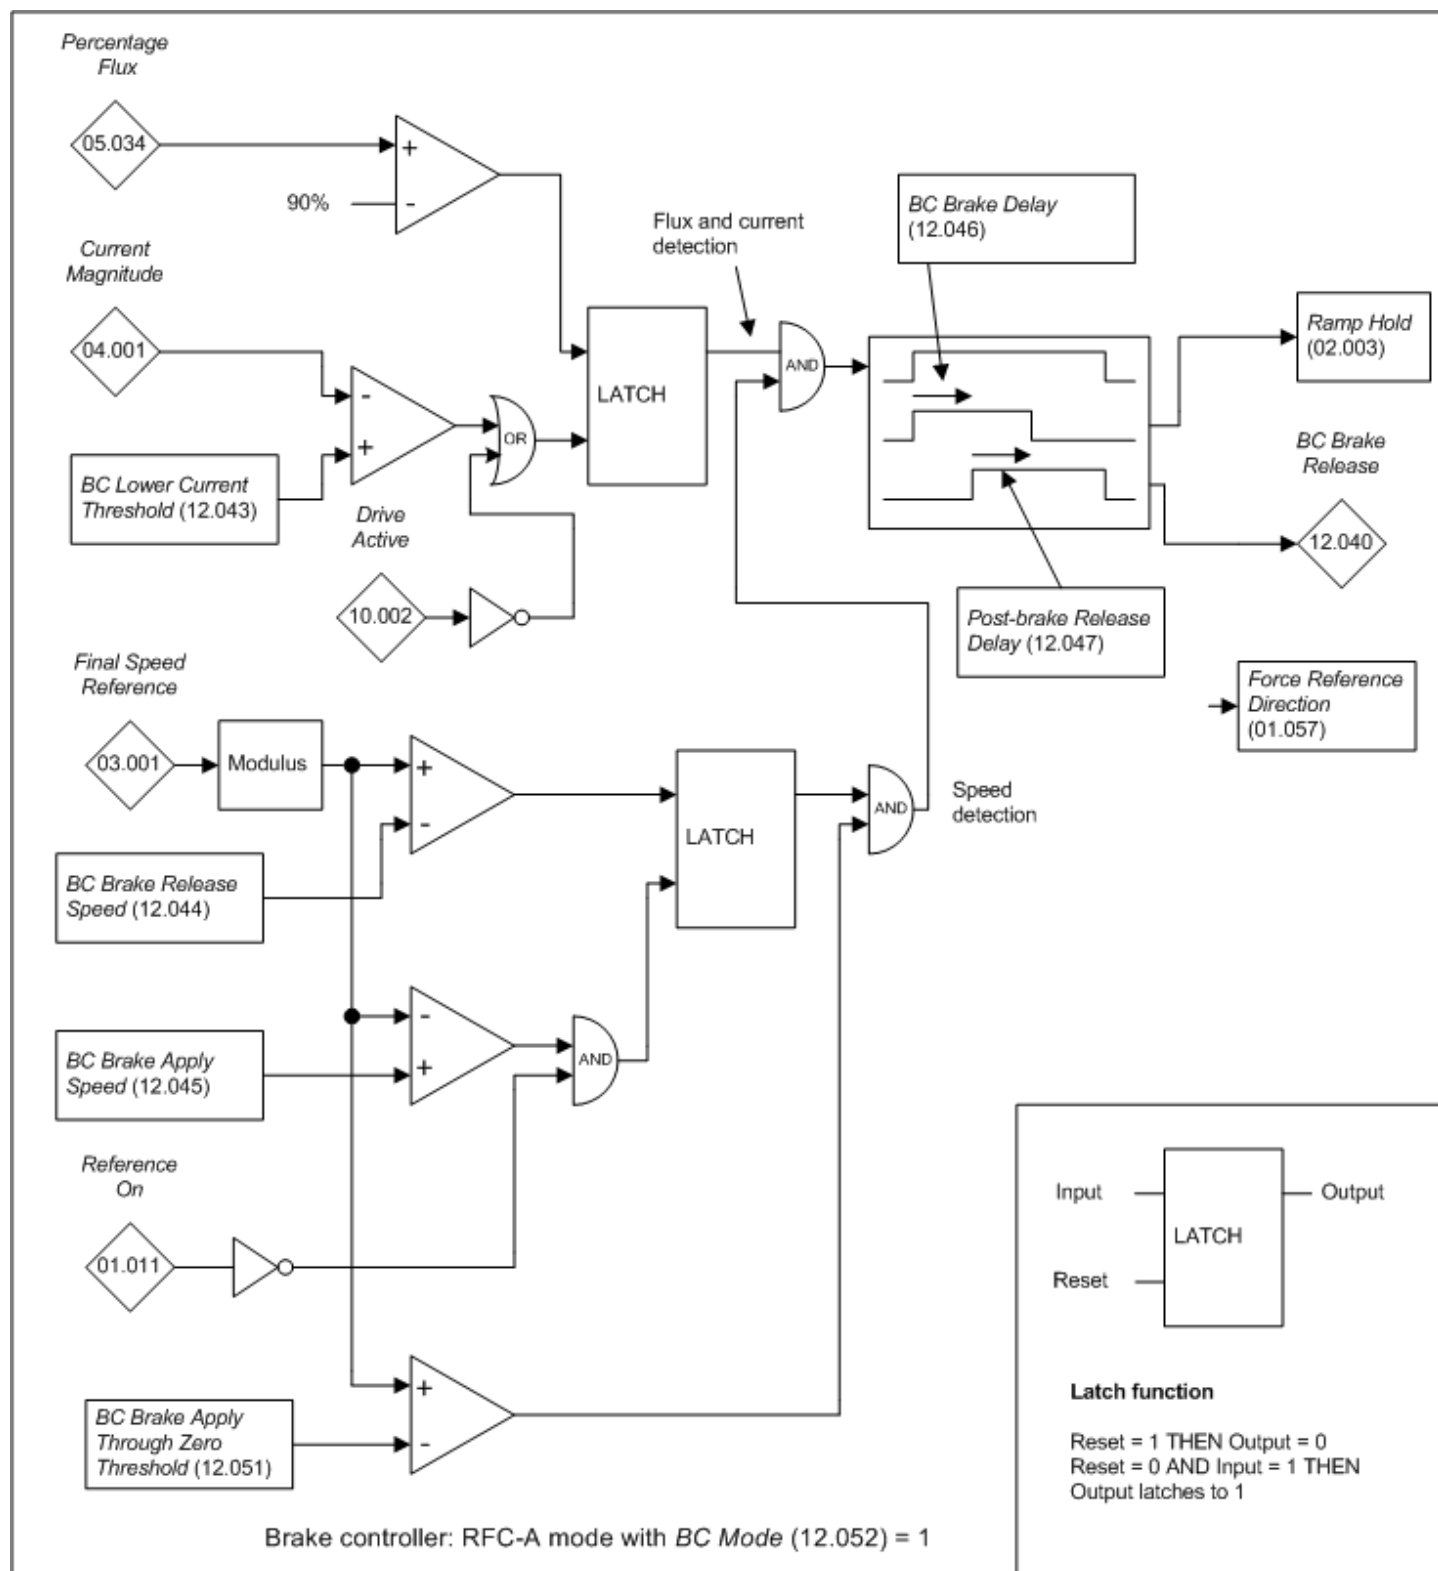 Percentage
Flux
05.034
+
90%
-
Current
Magnitude
04.001
-
+
BC Lower Current
Threshold (12.043)
OR
LATCH
Flux and current
detection
AND
BC Brake Delay
(12.046)
Ramp Hold
(02.003)
BC Brake
Release
12.040
Drive
Active
10.002
Post-brake Release
Delay (12.047)
Force Reference
Direction
(01.057)
Final Speed
Reference
03.001
Modulus
+
-
LATCH
AND
Speed
detection
BC Brake Release
Speed (12.044)
-
+
AND
BC Brake Apply
Speed (12.045)
Reference
On
01.011
+
-
BC Brake Apply
Through Zero
Threshold (12.051)
Input
Output
LATCH
Reset
Latch function
Reset = 1 THEN Output = 0
Reset = 0 AND Input = 1 THEN
Output latches to 1
Brake controller: RFC-A mode with BC Mode (12.052) = 1